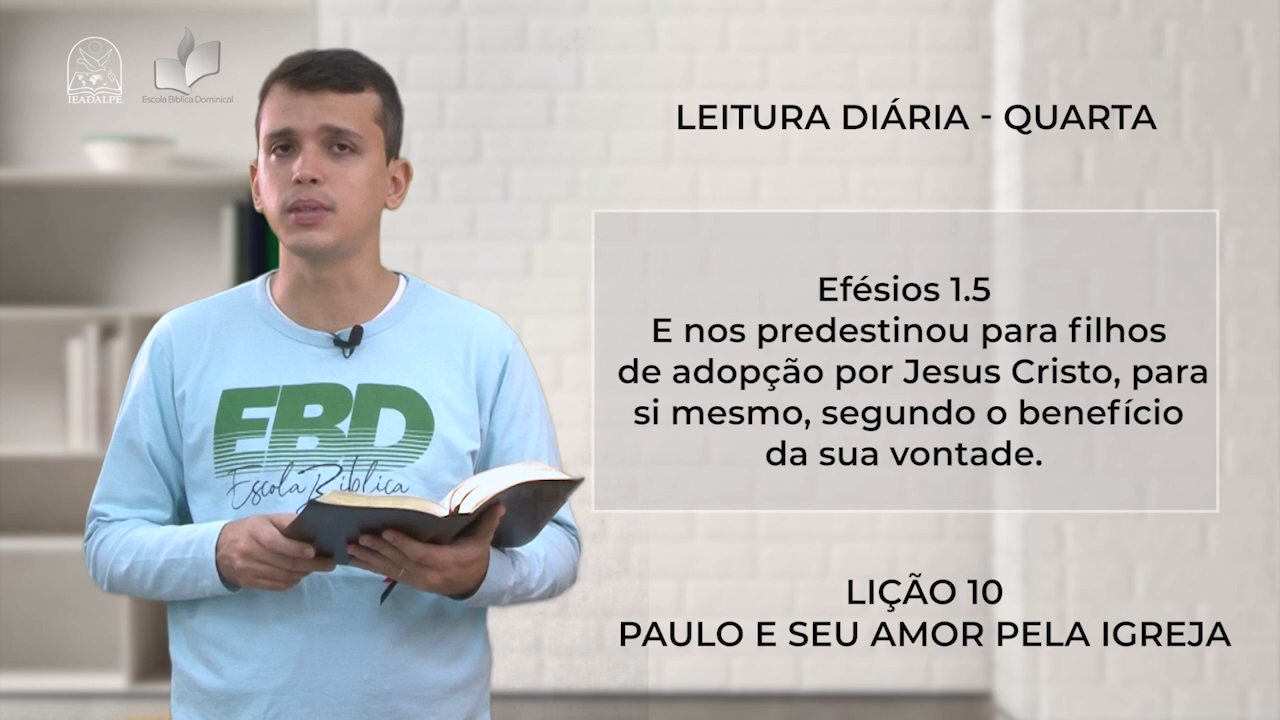 IEADALPE
Escola Bíblica Dominical
LEITURA DIÁRIA - QUARTA
Efésios 1.5
E nos predestinou para filhos
de adopção por Jesus Cristo, para
si mesmo, segundo o benefício
da sua vontade.
EBD
Escola Bíblica
LIÇÃO 10
PAULO E SEU AMOR PELA IGREJA